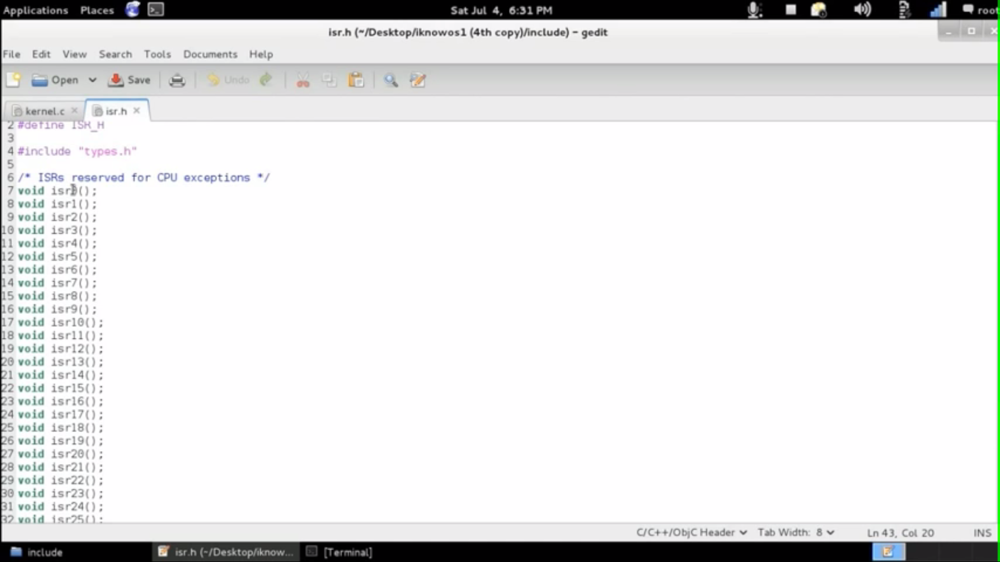 Applications Places Sat Jul 4, 6:31 PM root
isr.h (~/Desktop/iknowos1 (4th copy)/include) - gedit
File Edit View Search Tools Documents Help
Open Save Undo
kernel.c isr.h
2 #define ISR_H
3
4 #include "types.h"
5
6 /* ISRs reserved for CPU exceptions */
7 void isr0();
8 void isr1();
9 void isr2();
10 void isr3();
11 void isr4();
12 void isr5();
13 void isr6();
14 void isr7();
15 void isr8();
16 void isr9();
17 void isr10();
18 void isr11();
19 void isr12();
20 void isr13();
21 void isr14();
22 void isr15();
23 void isr16();
24 void isr17();
25 void isr18();
26 void isr19();
27 void isr20();
28 void isr21();
29 void isr22();
30 void isr23();
31 void isr24();
32 void isr25();
C/C++/ObjC Header Tab Width: 8 Ln 43, Col 20 INS
include isr.h (~/Desktop/iknow... [Terminal]